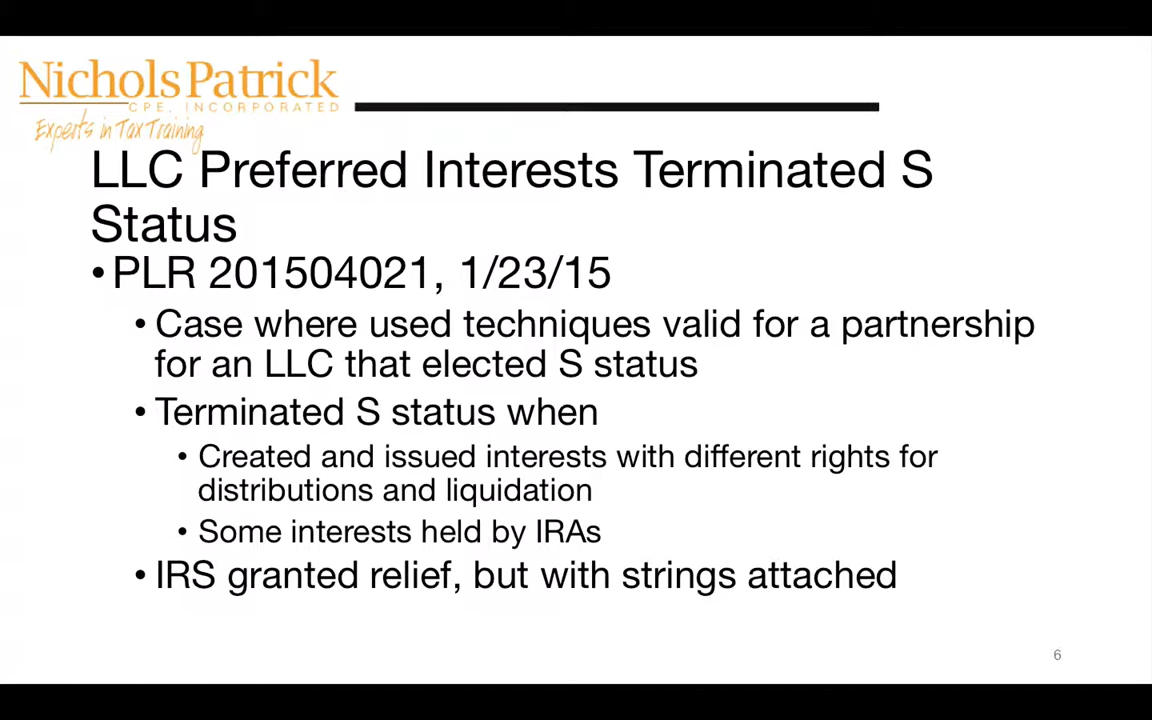 NicholsPatrick
CPE, INCORPORATED
Experts in Tax Training
LLC Preferred Interests Terminated S
Status
•PLR 201504021, 1/23/15
• Case where used techniques valid for a partnership
for an LLC that elected S status
• Terminated S status when
• Created and issued interests with different rights for
distributions and liquidation
• Some interests held by IRAs
• IRS granted relief, but with strings attached
6